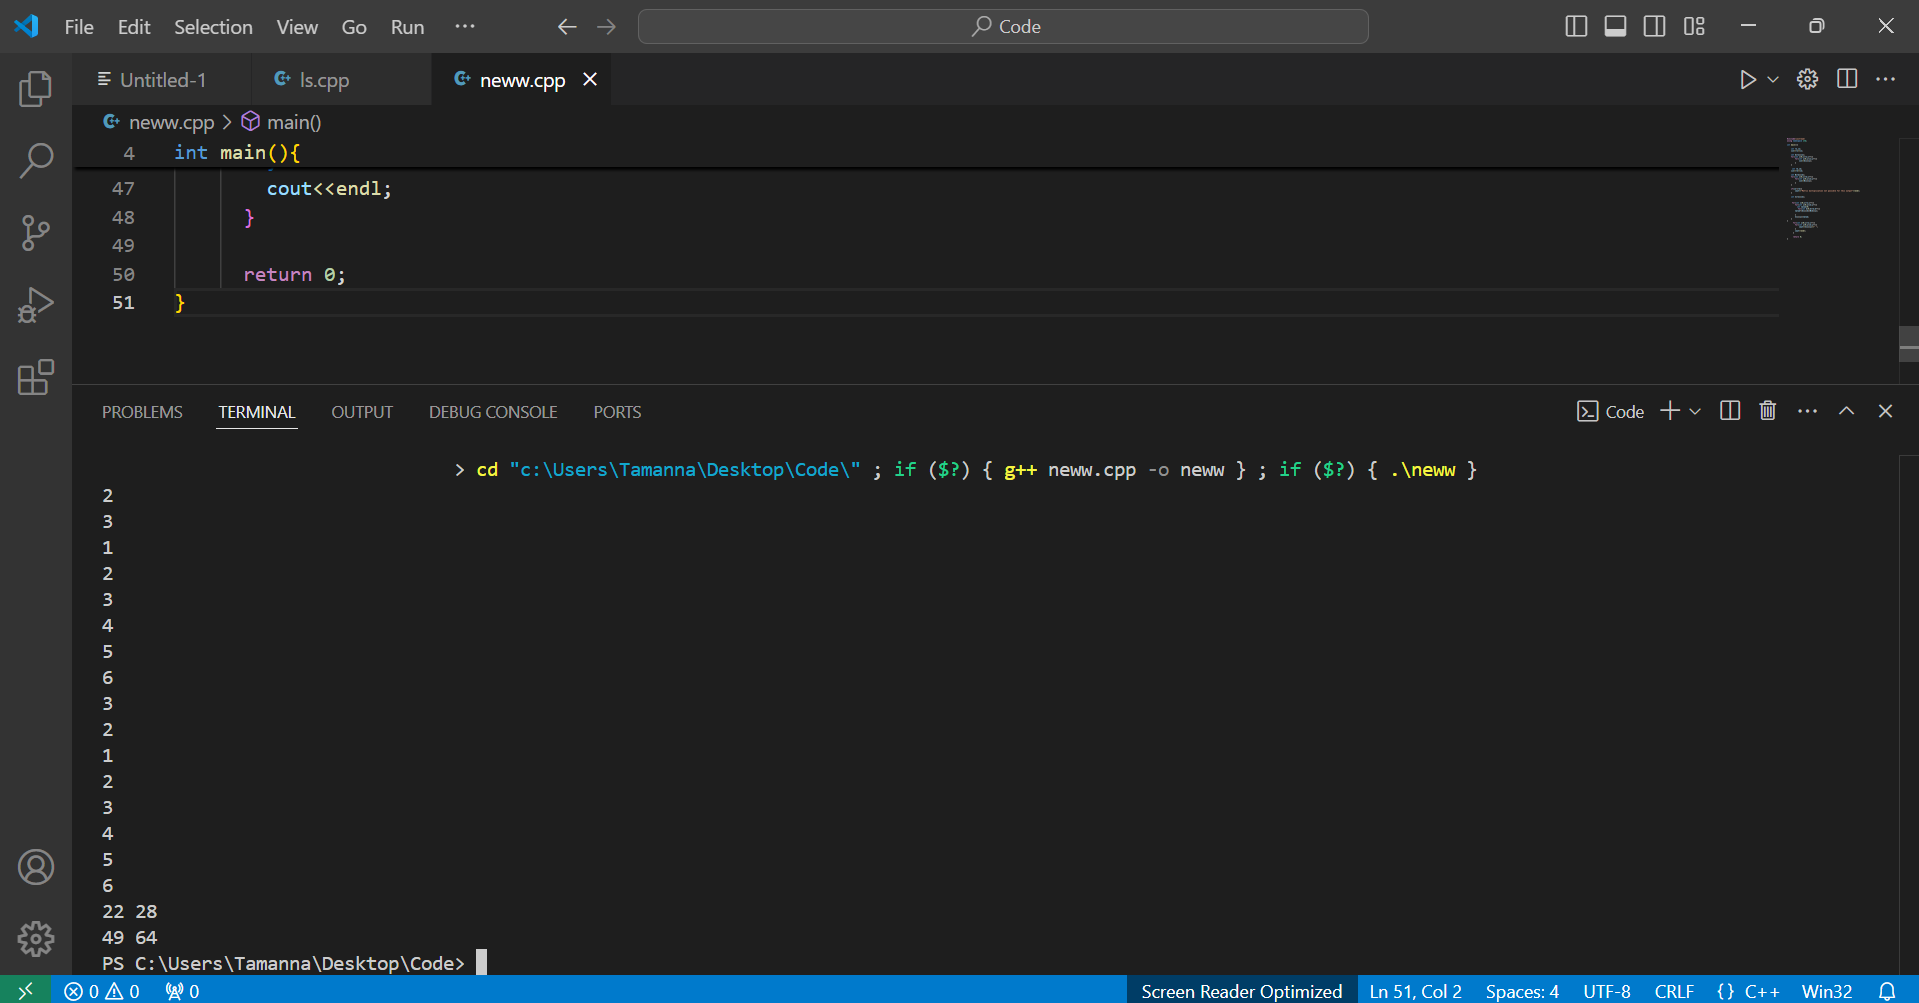 File Edit Selection View Go Run ··· Code
Untitled-1 ls.cpp neww.cpp
neww.cpp > main()
4 int main(){
47 cout<<endl;
48 }
49
50 return 0;
51 }
PROBLEMS TERMINAL OUTPUT DEBUG CONSOLE PORTS Code
> cd "c:\Users\Tamanna\Desktop\Code\" ; if ($?) { g++ neww.cpp -o neww } ; if ($?) { .\neww }
2
3
1
2
3
4
5
6
3
2
1
2
3
4
5
6
22 28
49 64
PS C:\Users\Tamanna\Desktop\Code>
0 0 0 Screen Reader Optimized Ln 51, Col 2 Spaces: 4 UTF-8 CRLF {} C++ Win32